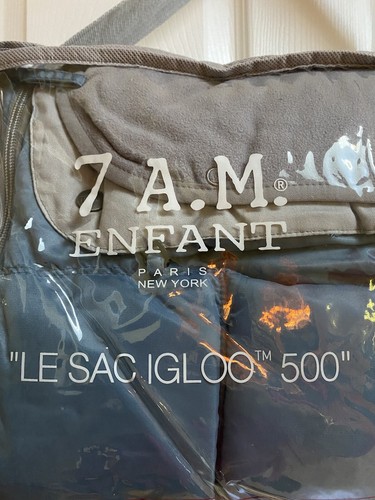 7 A.M.®
ENFANT
PARIS
NEW YORK
"LE SAC IGLOO™ 500"